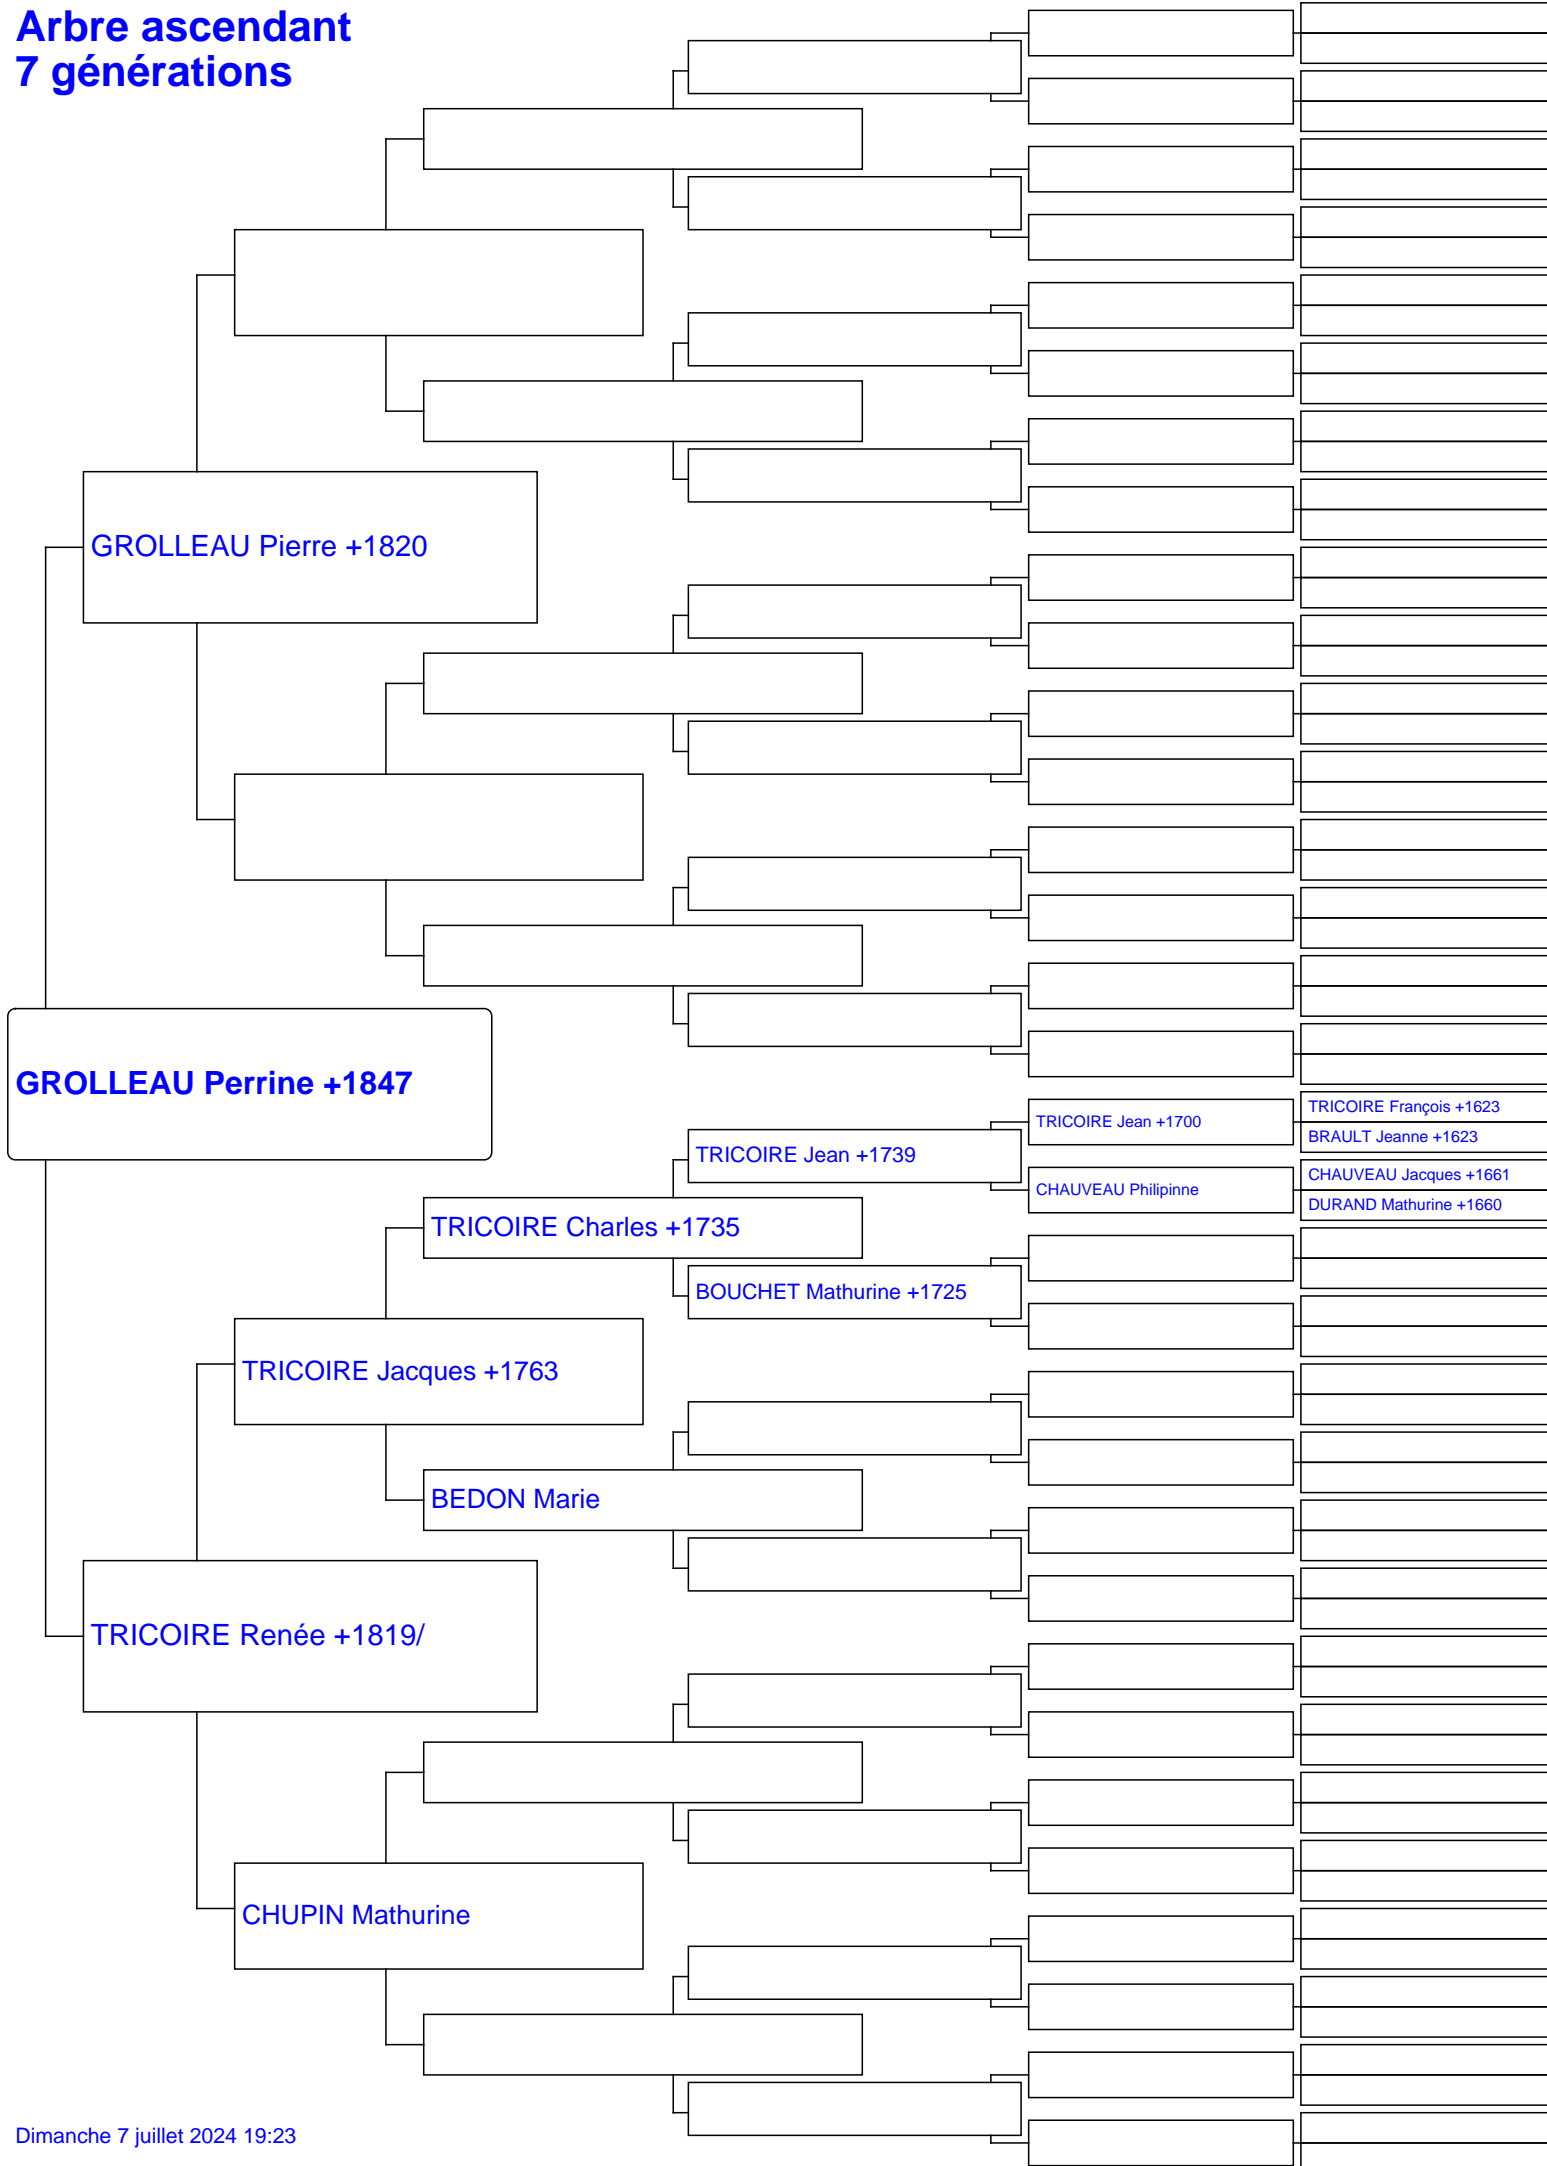 Arbre ascendant
7 générations
GROLLEAU Pierre +1820
GROLLEAU Perrine +1847
TRICOIRE François +1623
TRICOIRE Jean +1700
BRAULT Jeanne +1623
TRICOIRE Jean +1739
CHAUVEAU Jacques +1661
CHAUVEAU Philipinne
DURAND Mathurine +1660
TRICOIRE Charles +1735
BOUCHET Mathurine +1725
TRICOIRE Jacques +1763
BEDON Marie
TRICOIRE Renée +1819/
CHUPIN Mathurine
Dimanche 7 juillet 2024 19:23